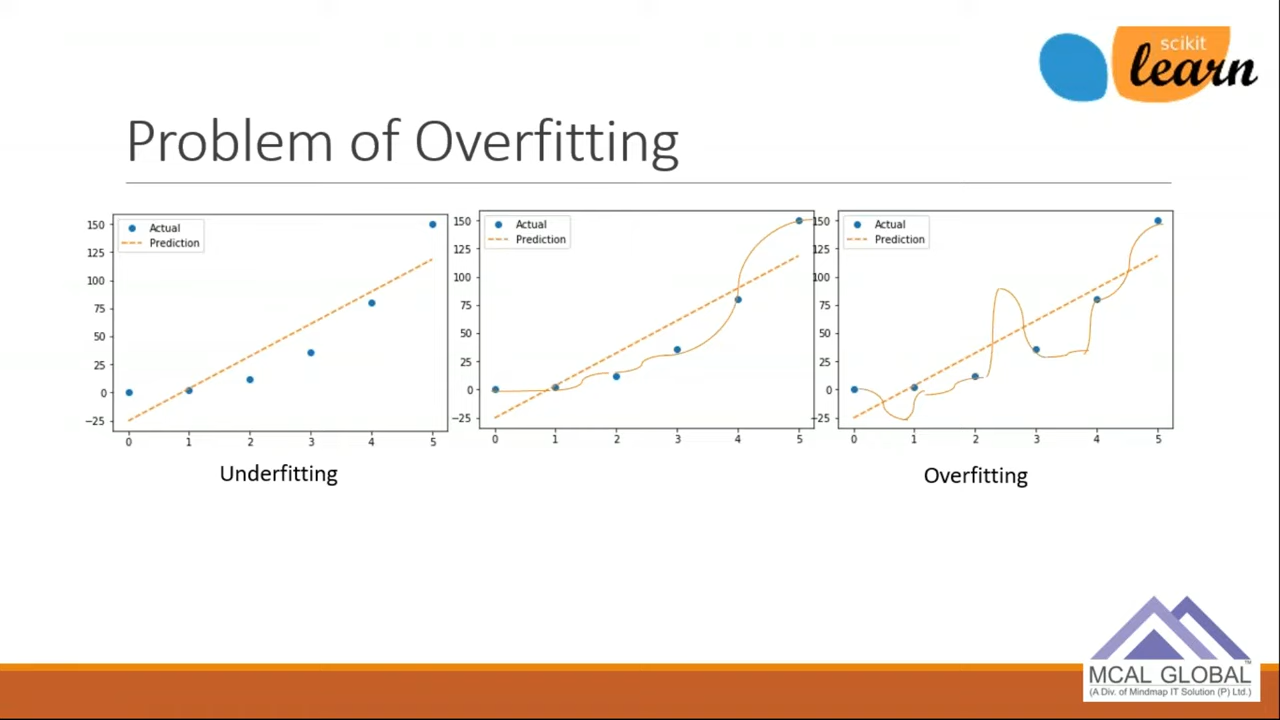 scikit
learn
Problem of Overfitting
150
125
100
75
50
25
0
−25
0 1 2 3 4 5
Actual
Prediction
Underfitting
150
125
100
75
50
25
0
−25
0 1 2 3 4 5
Actual
Prediction
150
125
100
75
50
25
0
−25
0 1 2 3 4 5
Actual
Prediction
Overfitting
MCAL GLOBAL™
(A Div. of Mindmap IT Solution (P) Ltd.)